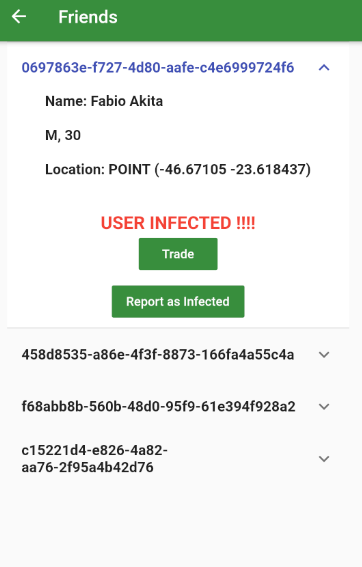 Friends
0697863e-f727-4d80-aafe-c4e6999724f6
Name: Fabio Akita
M, 30
Location: POINT (-46.67105 -23.618437)
USER INFECTED !!!!
Trade
Report as Infected
458d8535-a86e-4f3f-8873-166fa4a55c4a
f68abb8b-560b-48d0-95f9-61e394f928a2
c15221d4-e826-4a82-
aa76-2f95a4b42d76